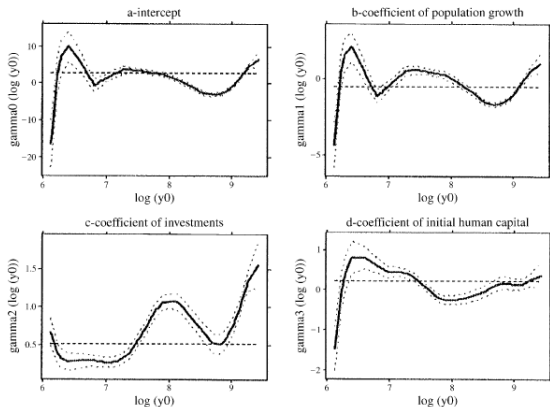 a-intercept
b-coefficient of population growth
gamma0 (log (y0))
10
0
-10
-20
6
7
8
9
log (y0)
gamma1 (log (y0))
0
-5
6
7
8
9
log (y0)
c-coefficient of investments
d-coefficient of initial human capital
gamma2 (log (y0))
1.5
1.0
0.5
6
7
8
9
log (y0)
gamma3 (log (y0))
1
0
-1
-2
6
7
8
9
log (y0)